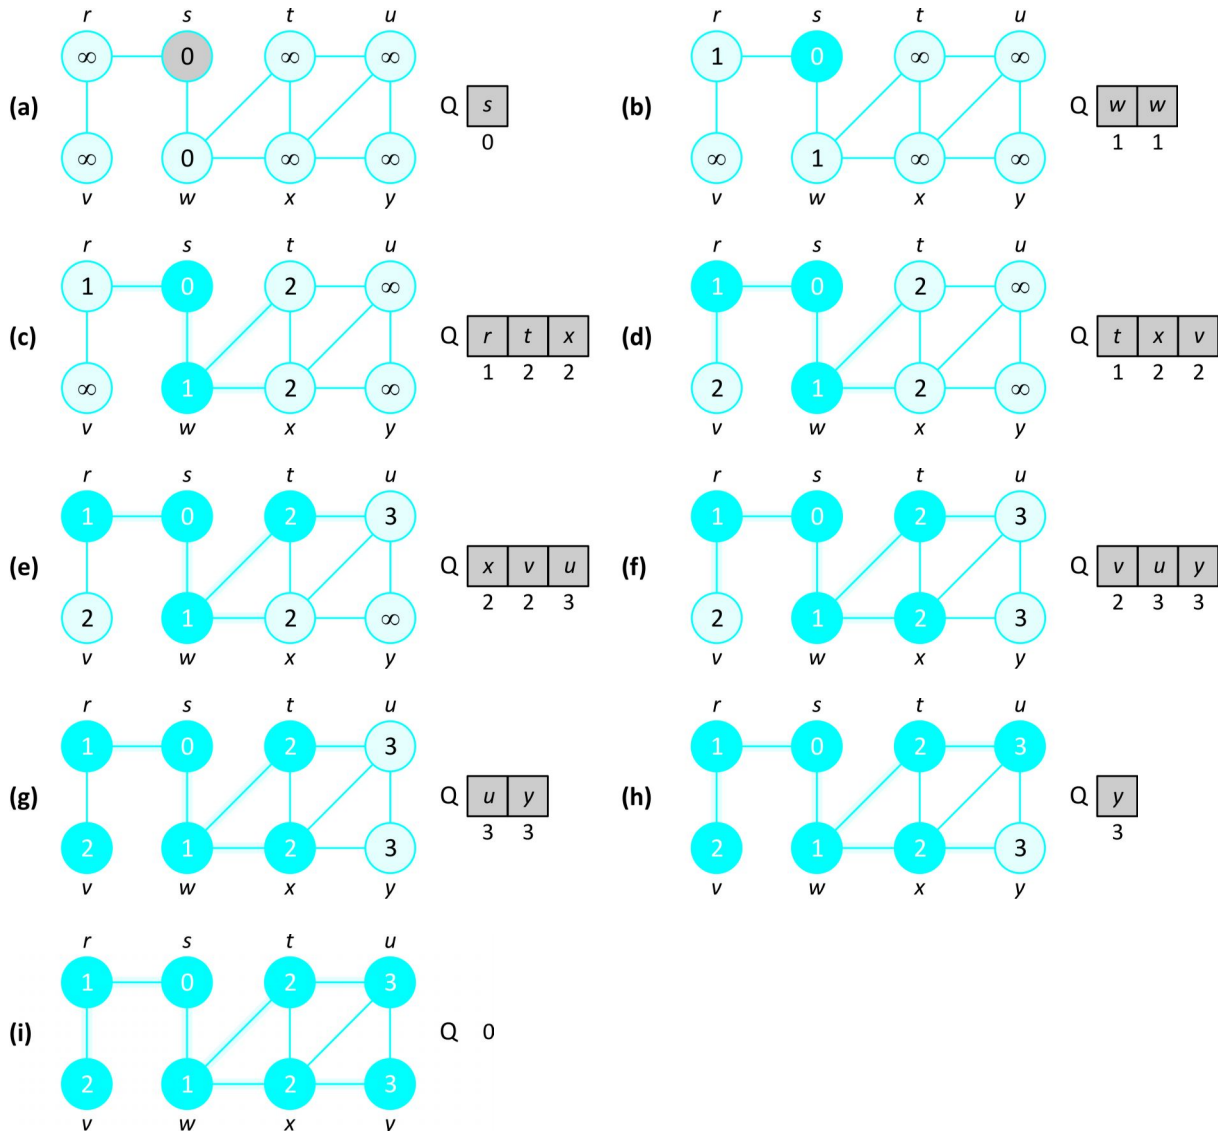 r s t u r s t u
∞ 0 ∞ ∞ 1 0 ∞ ∞
(a) Q s (b) Q w w
0 1 1
∞ 0 ∞ ∞ ∞ 1 ∞ ∞
v w x y v w x y
r s t u r s t u
1 0 2 ∞ 1 0 2 ∞
(c) Q r t x (d) Q t x v
1 2 2 1 2 2
∞ 1 2 ∞ 2 1 2 ∞
v w x y v w x y
r s t u r s t u
1 0 2 3 1 0 2 3
(e) Q x v u (f) Q v u y
2 2 3 2 3 3
2 1 2 ∞ 2 1 2 3
v w x y v w x y
r s t u r s t u
1 0 2 3 1 0 2 3
(g) Q u y (h) Q y
3 3 3
2 1 2 3 2 1 2 3
v w x y v w x y
r s t u
1 0 2 3
(i) Q 0
2 1 2 3
v w x y